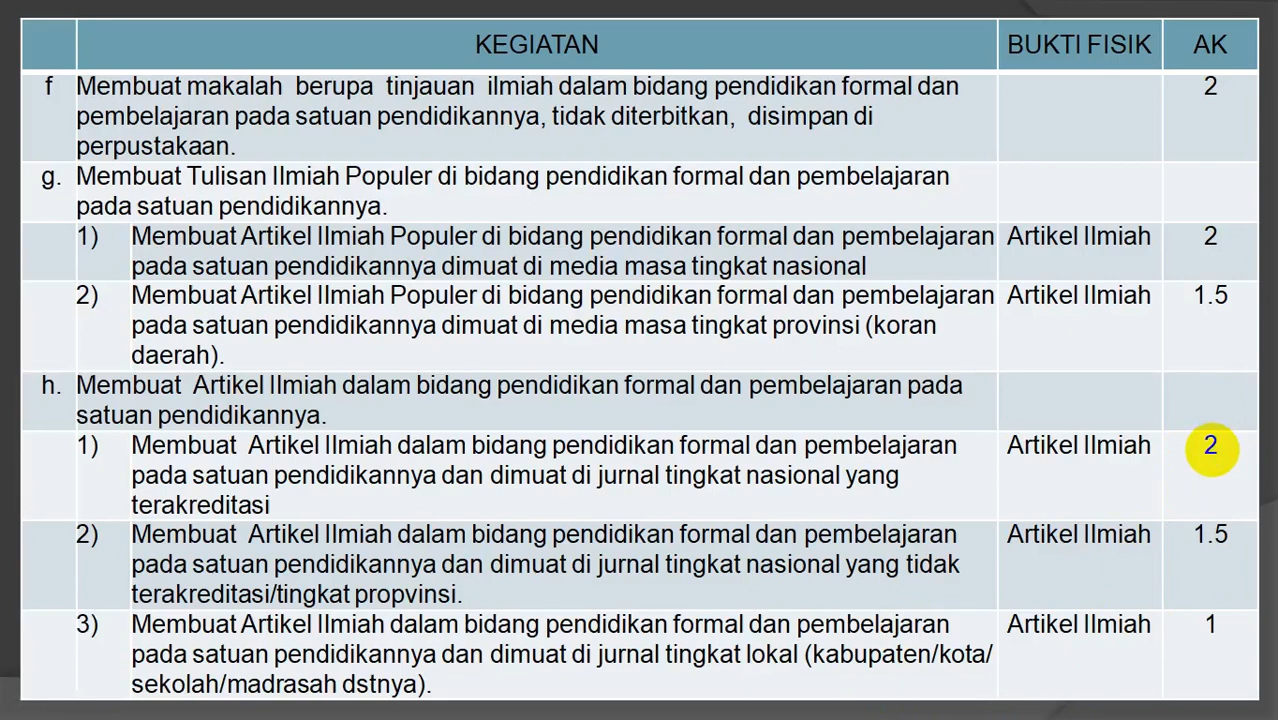 KEGIATAN BUKTI FISIK AK
f Membuat makalah berupa tinjauan ilmiah dalam bidang pendidikan formal dan 2
pembelajaran pada satuan pendidikannya, tidak diterbitkan, disimpan di
perpustakaan.
g. Membuat Tulisan Ilmiah Populer di bidang pendidikan formal dan pembelajaran
pada satuan pendidikannya.
1) Membuat Artikel Ilmiah Populer di bidang pendidikan formal dan pembelajaran Artikel Ilmiah 2
pada satuan pendidikannya dimuat di media masa tingkat nasional
2) Membuat Artikel Ilmiah Populer di bidang pendidikan formal dan pembelajaran Artikel Ilmiah 1.5
pada satuan pendidikannya dimuat di media masa tingkat provinsi (koran
daerah).
h. Membuat Artikel Ilmiah dalam bidang pendidikan formal dan pembelajaran pada
satuan pendidikannya.
1) Membuat Artikel Ilmiah dalam bidang pendidikan formal dan pembelajaran Artikel Ilmiah 2
pada satuan pendidikannya dan dimuat di jurnal tingkat nasional yang
terakreditasi
2) Membuat Artikel Ilmiah dalam bidang pendidikan formal dan pembelajaran Artikel Ilmiah 1.5
pada satuan pendidikannya dan dimuat di jurnal tingkat nasional yang tidak
terakreditasi/tingkat propvinsi.
3) Membuat Artikel Ilmiah dalam bidang pendidikan formal dan pembelajaran Artikel Ilmiah 1
pada satuan pendidikannya dan dimuat di jurnal tingkat lokal (kabupaten/kota/
sekolah/madrasah dstnya).